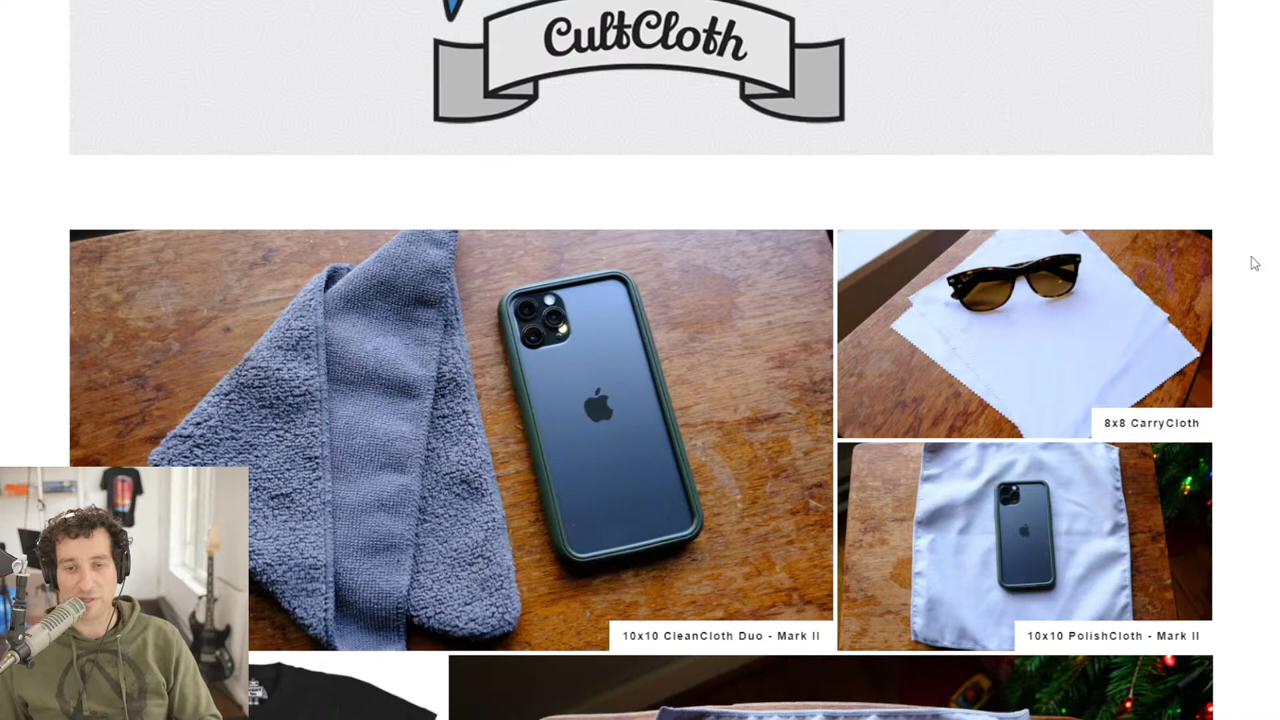 CultCloth
8x8 CarryCloth
10x10 CleanCloth Duo - Mark II
10x10 PolishCloth - Mark II